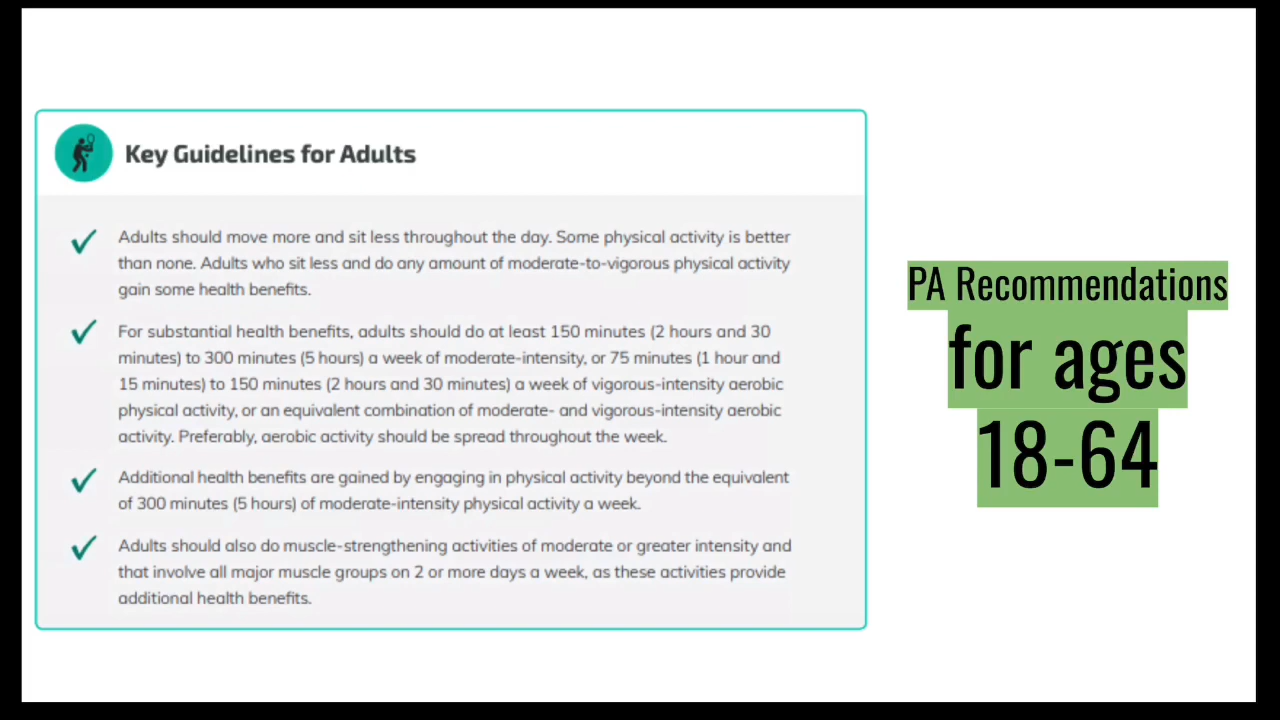 Key Guidelines for Adults
Adults should move more and sit less throughout the day. Some physical activity is better
than none. Adults who sit less and do any amount of moderate-to-vigorous physical activity
gain some health benefits.
For substantial health benefits, adults should do at least 150 minutes (2 hours and 30
minutes) to 300 minutes (5 hours) a week of moderate-intensity, or 75 minutes (1 hour and
15 minutes) to 150 minutes (2 hours and 30 minutes) a week of vigorous-intensity aerobic
physical activity, or an equivalent combination of moderate- and vigorous-intensity aerobic
activity. Preferably, aerobic activity should be spread throughout the week.
Additional health benefits are gained by engaging in physical activity beyond the equivalent
of 300 minutes (5 hours) of moderate-intensity physical activity a week.
Adults should also do muscle-strengthening activities of moderate or greater intensity and
that involve all major muscle groups on 2 or more days a week, as these activities provide
additional health benefits.
PA Recommendations
for ages
18-64